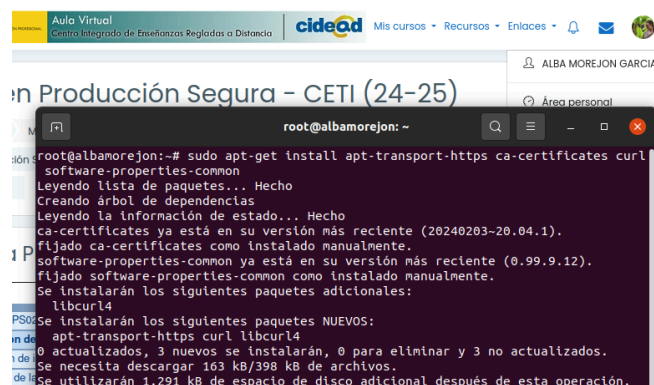 Aula Virtual
Centro Integrado de Enseñanzas Regladas a Distancia
cidead
Mis cursos
Recursos
Enlaces
ALBA MOREJON GARCIA
en Producción Segura - CETI (24-25)
Área personal
root@albamorejon: ~
root@albamorejon:~# sudo apt-get install apt-transport-https ca-certificates curl
software-properties-common
Leyendo lista de paquetes... Hecho
Creando árbol de dependencias
Leyendo la información de estado... Hecho
ca-certificates ya está en su versión más reciente (20240203~20.04.1).
fijado ca-certificates como instalado manualmente.
software-properties-common ya está en su versión más reciente (0.99.9.12).
fijado software-properties-common como instalado manualmente.
Se instalarán los siguientes paquetes adicionales:
libcurl4
Se instalarán los siguientes paquetes NUEVOS:
apt-transport-https curl libcurl4
0 actualizados, 3 nuevos se instalarán, 0 para eliminar y 3 no actualizados.
Se necesita descargar 163 kB/398 kB de archivos.
Se utilizarán 1.291 kB de espacio de disco adicional después de esta operación.